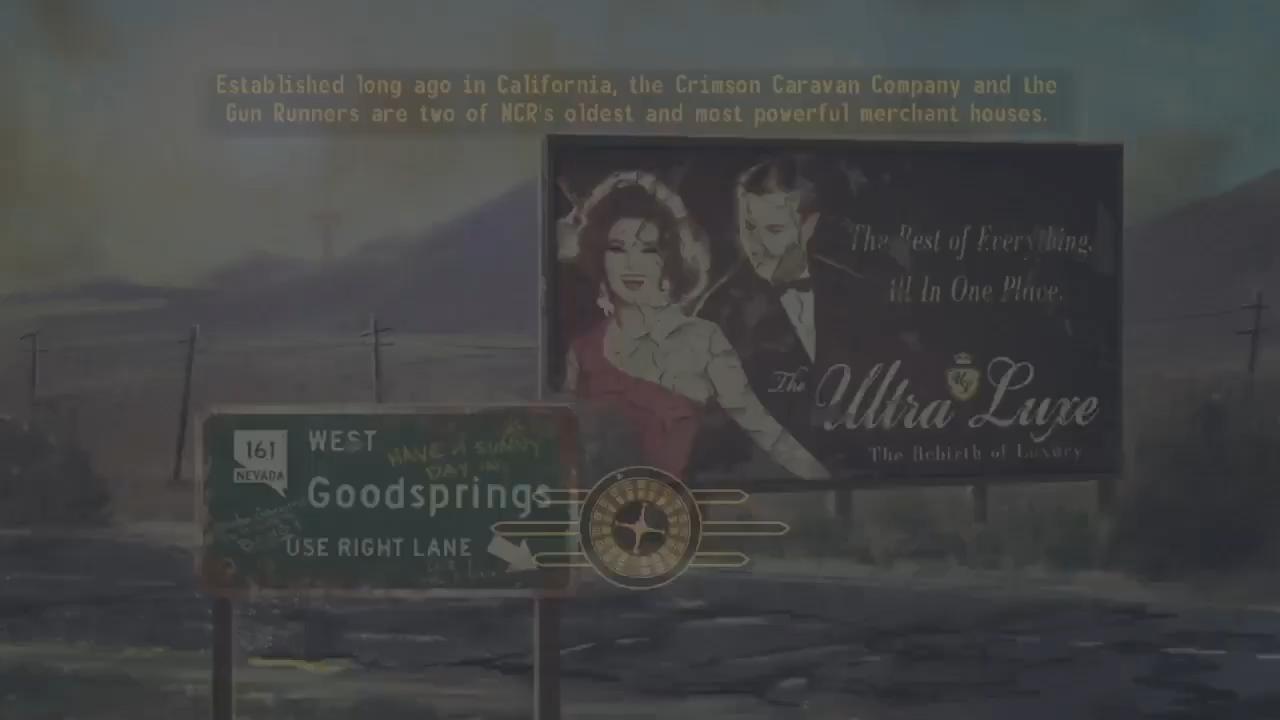 Established long ago in California, the Crimson Caravan Company and the
Gun Runners are two of NCR's oldest and most powerful merchant houses.
The Best of Everything.
All In One Place.
The Ultra Luxe
The Rebirth of Luxury
161
NEVADA
WEST
HAVE A SUNNY
DAY IN
Goodsprings
USE RIGHT LANE